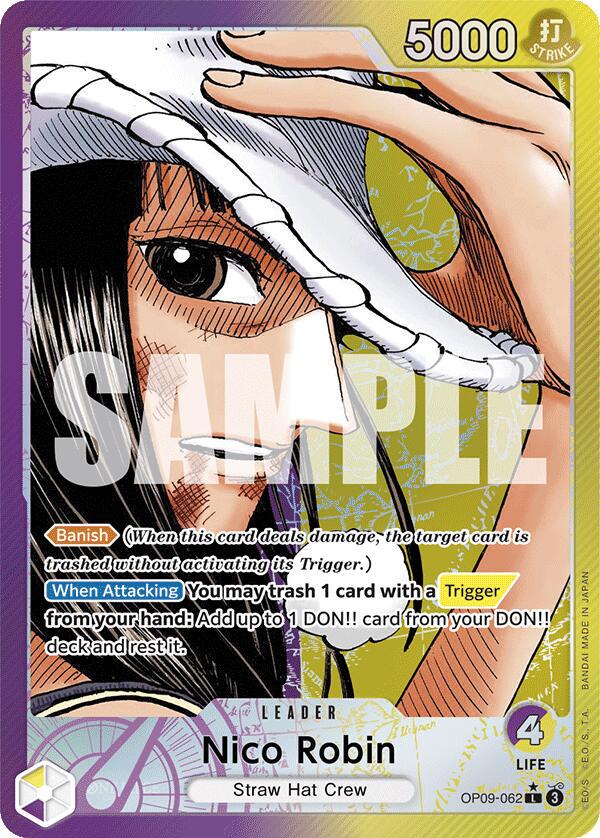 5000
打
STRIKE
SAMPLE
Banish (When this card deals damage, the target card is
trashed without activating its Trigger.)
When Attacking You may trash 1 card with a Trigger
from your hand: Add up to 1 DON!! card from your DON!!
deck and rest it.
LEADER
Nico Robin
Straw Hat Crew
4
LIFE
OP09-062 L 3
©E.O/S. ©E.O./S, T.A. BANDAI MADE IN JAPAN